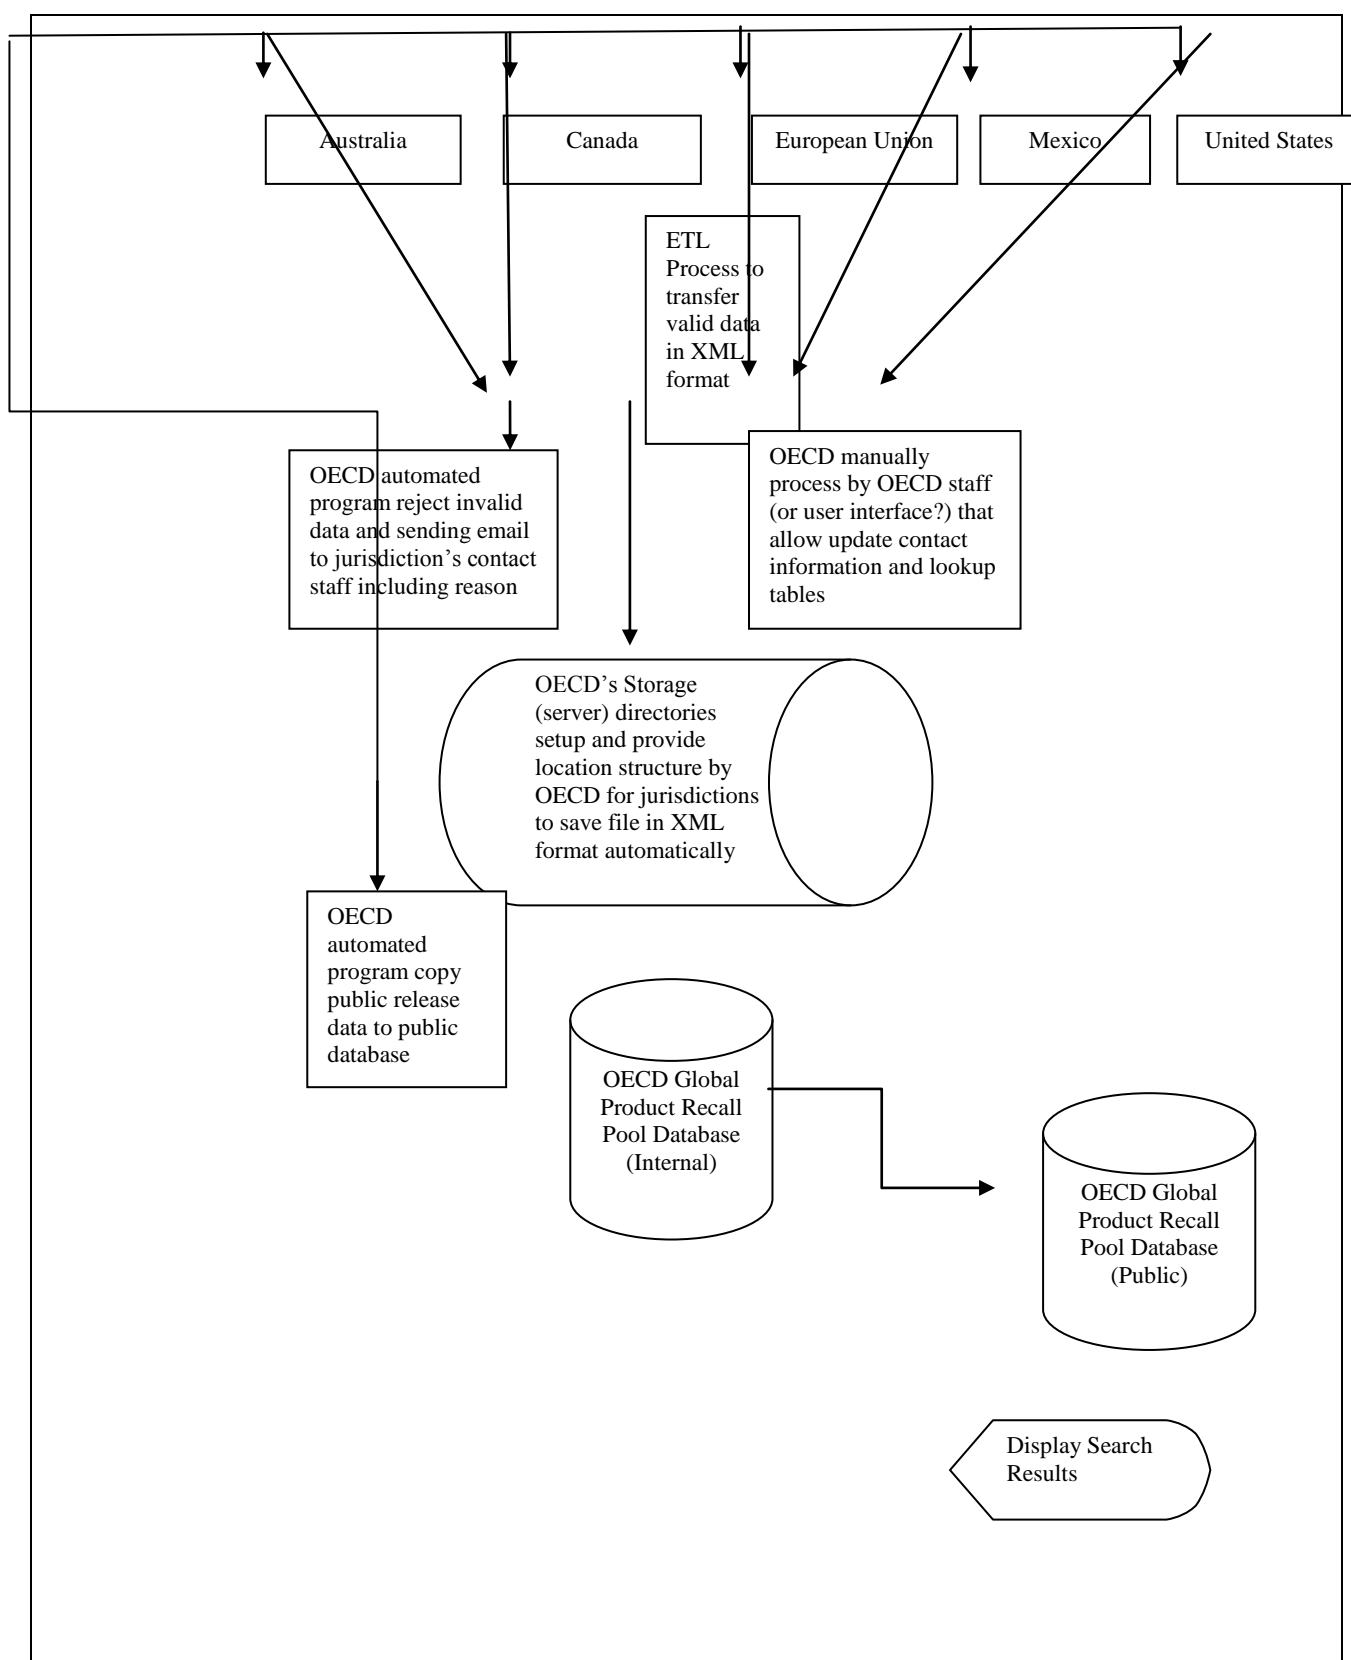 Australia
Canada
European Union
Mexico
United States
ETL
Process to
transfer
valid data
in XML
format
OECD automated
program reject invalid
data and sending email
to jurisdiction’s contact
staff including reason
OECD manually
process by OECD staff
(or user interface?) that
allow update contact
information and lookup
tables
OECD’s Storage
(server) directories
setup and provide
location structure by
OECD for jurisdictions
to save file in XML
format automatically
OECD
automated
program copy
public release
data to public
database
OECD Global
Product Recall
Pool Database
(Internal)
OECD Global
Product Recall
Pool Database
(Public)
Display Search
Results